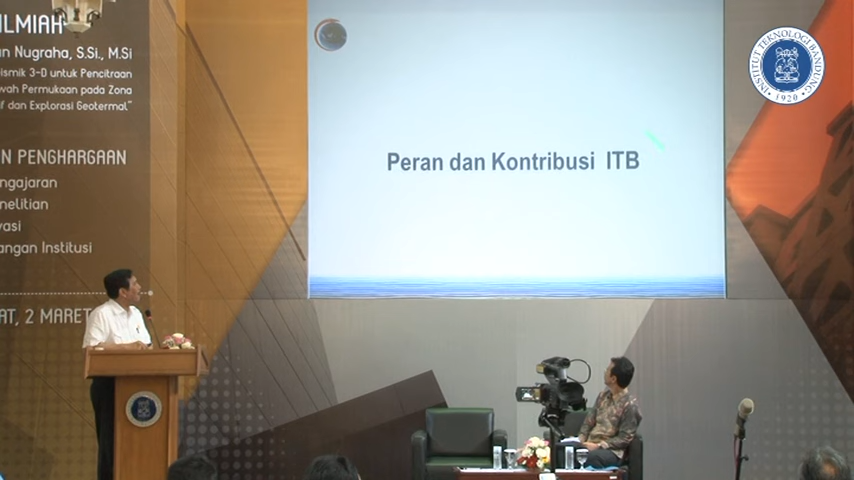 ILMIAH
an Nugraha, S.Si., M.Si
eismik 3-D untuk Pencitraan
wah Permukaan pada Zona
if dan Explorasi Geotermal"
N PENGHARGAAN
ngajaran
nelitian
vasi
angan Institusi
AT, 2 MARET
Peran dan Kontribusi ITB
INSTITUT TEKNOLOGI BANDUNG
1920